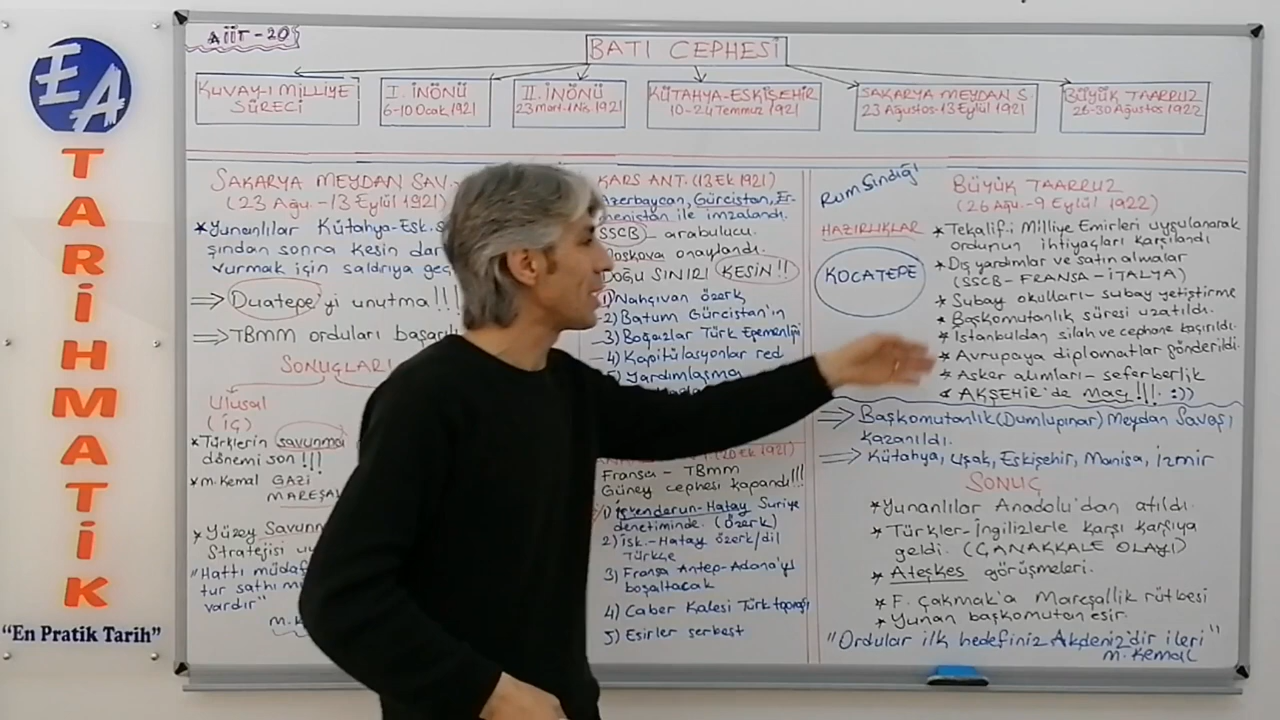 EA
TARİHMATİK
"En Pratik Tarih"
AİİT-20
BATI CEPHESİ
KUVAY-I MİLLİYE
SÜRECİ
I. İNÖNÜ
6-10 Ocak 1921
II. İNÖNÜ
23 Mart-1 Nis 1921
KÜTAHYA-ESKİŞEHİR
10-24 Temmuz 1921
SAKARYA MEYDAN S.
23 Ağustos-13 Eylül 1921
BÜYÜK TAARRUZ
26-30 Ağustos 1922
SAKARYA MEYDAN SAV.
(23 Ağu.-13 Eylül 1921)
*Yunanlılar Kütahya-Esk. s
şından sonra kesin dar
vurmak için saldırıya geç
⇒ Duatepe'yi unutma!!!
⇒ TBMM orduları başarıl
SONUÇLARI
Ulusal
(İÇ)
*Türklerin savunma
dönemi son!!!
*M. Kemal GAZİ
MAREŞAL
*Yüzey Savunm
Stratejisi uy
"Hattı müdaf
tur sathı mü
vardır"
M. K
KARS ANT. (13 Ek 1921)
Azerbaycan, Gürcistan, Er-
menistan ile imzalandı.
SSCB - arabulucu.
Moskova onaylandı.
Doğu SINIRI KESİN!!
1) Nahçıvan özerk
2) Batum Gürcistan'ın
3) Boğazlar Türk Egemenliği
4) Kapitülasyonlar red
5) Yardımlaşma
(20 Ek 1921)
Fransa - TBMM
Güney cephesi kapandı!!!
1) İskenderun-Hatay Suriye
denetiminde. (Özerk)
2) İsk.-Hatay özerk/dil
Türkçe
3) Fransa Antep-Adana'yı
boşaltacak
4) Caber Kalesi Türk toprağı
5) Esirler serbest
Rum Sındığı
HAZIRLIKLAR
KOCATEPE
BÜYÜK TAARRUZ
(26 Ağu.-9 Eylül 1922)
*Tekalif-i Milliye Emirleri uygulanarak
ordunun ihtiyaçları karşılandı
*Dış yardımlar ve satın almalar
(SSCB-FRANSA-İTALYA)
*Subay okulları-subay yetiştirme
*Başkomutanlık süresi uzatıldı.
*İstanbuldan silah ve cephane kaçırıldı.
*Avrupaya diplomatlar gönderildi.
*Asker alımları-seferberlik
*AKŞEHİR'de maç!!! :))
⇒ Başkomutanlık (Dumlupınar) Meydan Savaşı
kazanıldı.
⇒ Kütahya, Uşak, Eskişehir, Manisa, İzmir
SONUÇ
*Yunanlılar Anadolu'dan atıldı.
*Türkler-İngilizlerle karşı karşıya
geldi. (ÇANAKKALE OLAYI)
*Ateşkes görüşmeleri.
*F. Çakmak'a Mareşallik rütbesi
*Yunan başkomutan esir.
"Ordular ilk hedefiniz Akdeniz'dir ileri"
M. Kemal